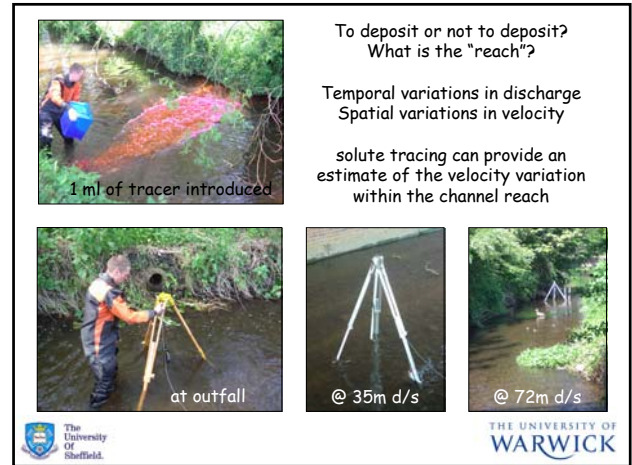 To deposit or not to deposit?
What is the “reach”?
Temporal variations in discharge
Spatial variations in velocity
solute tracing can provide an
estimate of the velocity variation
within the channel reach
1 ml of tracer introduced
at outfall
@ 35m d/s
@ 72m d/s
The
University
Of
Sheffield.
THE UNIVERSITY OF
WARWICK